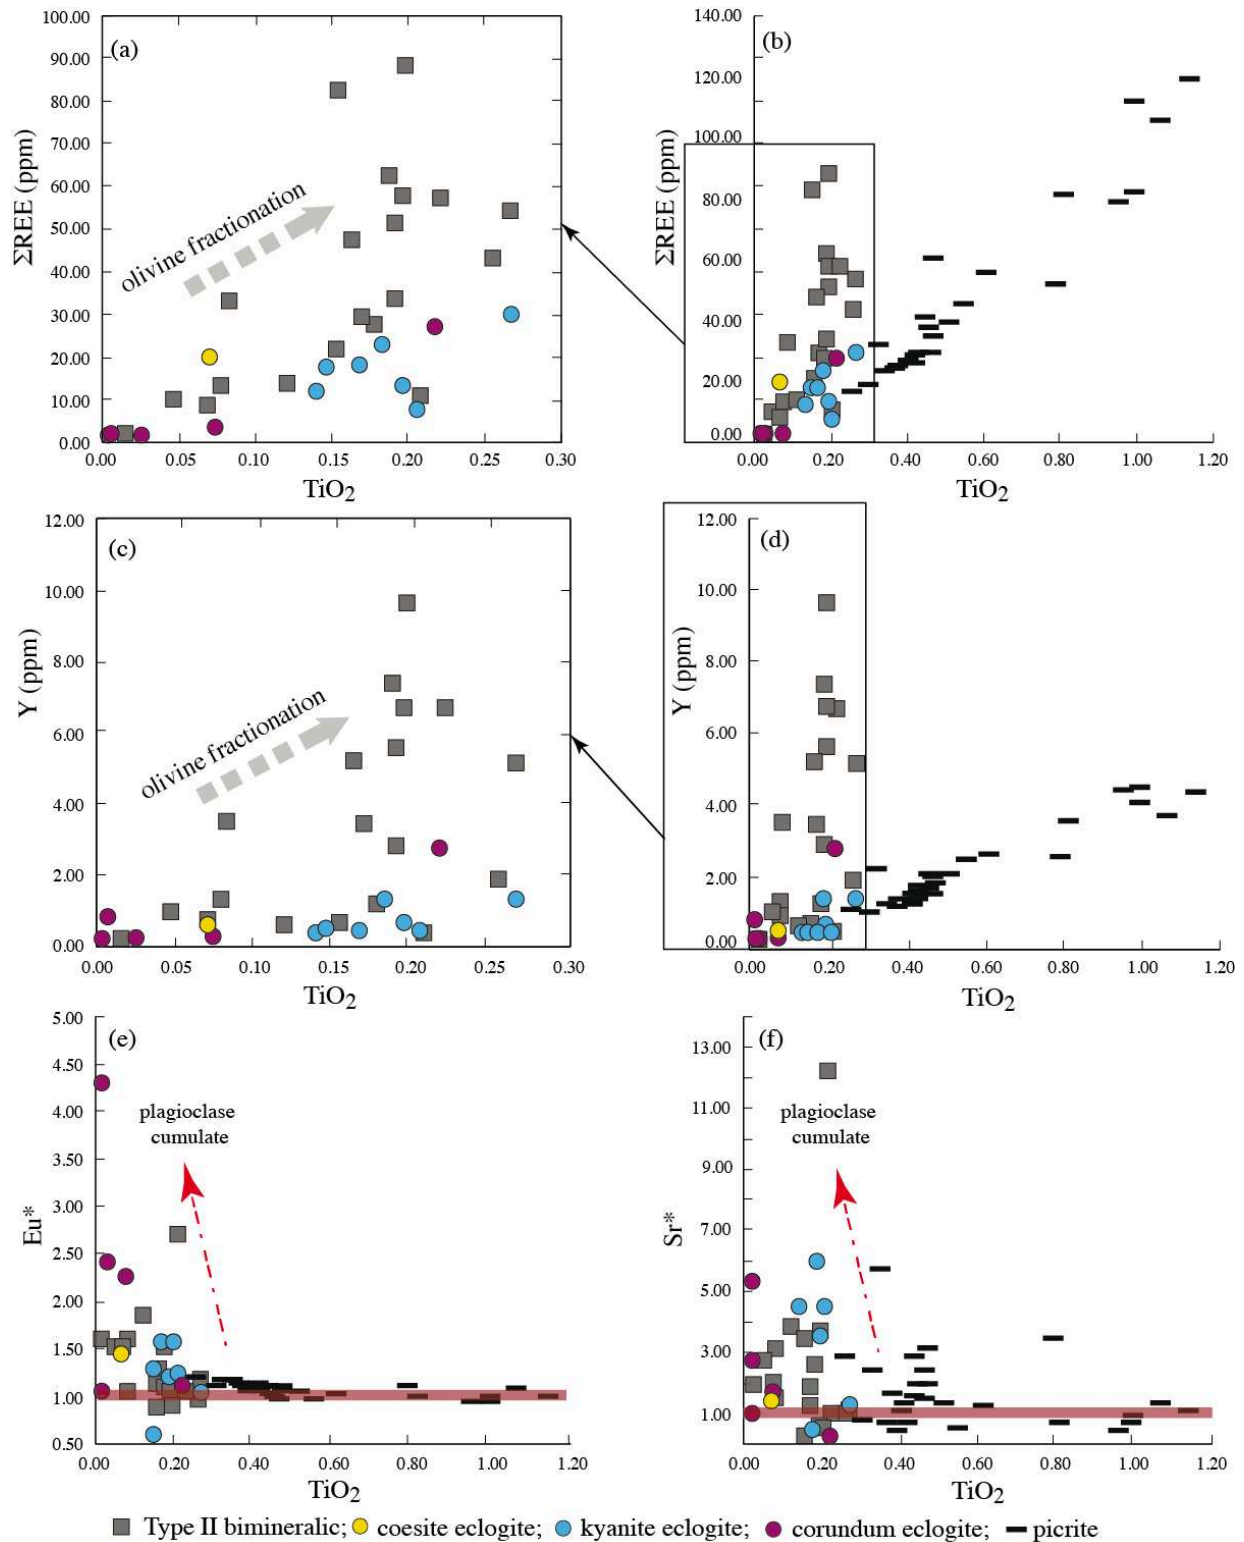 (a)
100.00
90.00
80.00
70.00
60.00
50.00
40.00
30.00
20.00
10.00
0.00
ΣREE (ppm)
olivine fractionation
0.00 0.05 0.10 0.15 0.20 0.25 0.30
TiO2
(b)
140.00
120.00
100.00
80.00
60.00
40.00
20.00
0.00
ΣREE (ppm)
0.00 0.20 0.40 0.60 0.80 1.00 1.20
TiO2
(c)
12.00
10.00
8.00
6.00
4.00
2.00
0.00
Y (ppm)
olivine fractionation
0.00 0.05 0.10 0.15 0.20 0.25 0.30
TiO2
(d)
12.00
10.00
8.00
6.00
4.00
2.00
0.00
Y (ppm)
0.00 0.20 0.40 0.60 0.80 1.00 1.20
TiO2
(e)
5.00
4.50
4.00
3.50
3.00
2.50
2.00
1.50
1.00
0.50
Eu*
plagioclase
cumulate
0.00 0.20 0.40 0.60 0.80 1.00 1.20
TiO2
(f)
13.00
11.00
9.00
7.00
5.00
3.00
1.00
Sr*
plagioclase
cumulate
0.00 0.20 0.40 0.60 0.80 1.00 1.20
TiO2
Type II bimineralic; coesite eclogite; kyanite eclogite; corundum eclogite; picrite